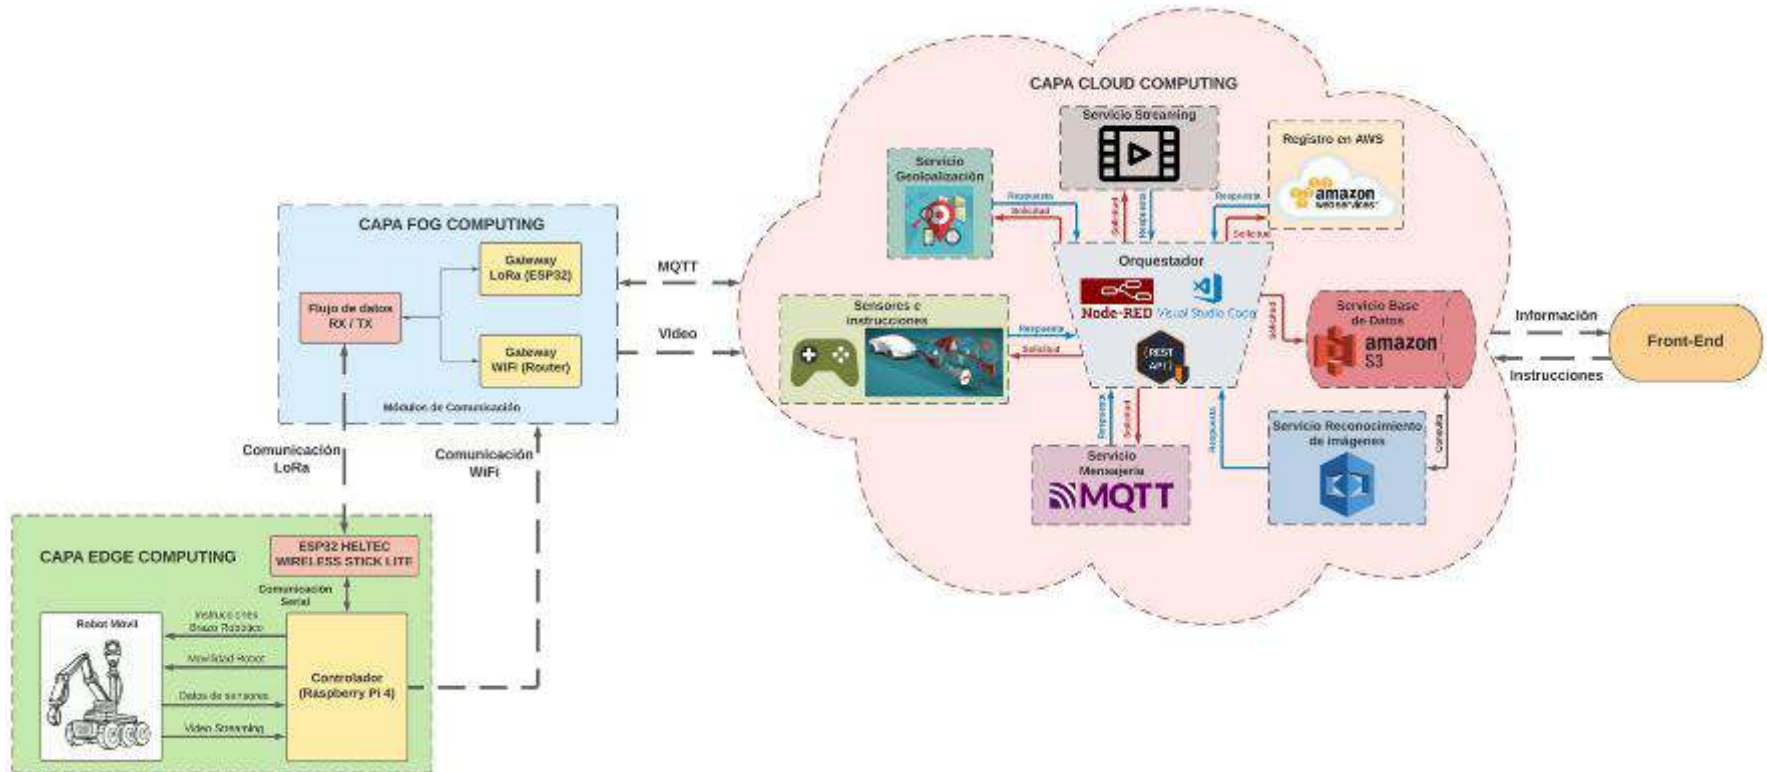 CAPA CLOUD COMPUTING
Servicio Streaming
Registro en AWS
amazon
webservices™
Servicio
Geoloalización
Respuesta
Solicitud
Solicitud
Respuesta
Respuesta
Solicitud
CAPA FOG COMPUTING
Gateway
LoRa (ESP32)
Flujo de datos
RX / TX
Gateway
WiFi (Router)
Módulos de Comunicación
MQTT
Video
Orquestador
Node-RED
Visual Studio Code
{REST
API}
Sensores e
instrucciones
Respuesta
Solicitud
Solicitud
Servicio Base
de Datos
amazon
S3
Información
Instrucciones
Front-End
Respuesta
Solicitud
Respuesta
Consulta
Servicio
Mensajería
MQTT
Servicio Reconocimiento
de imágenes
Comunicación
LoRa
Comunicación
WiFi
CAPA EDGE COMPUTING
ESP32 HELTEC
WIRELESS STICK LITE
Comunicación
Serial
Robot Móvil
Instrucciones
Brazo Robótico
Movilidad Robot
Datos de sensores
Video Streaming
Controlador
(Raspberry Pi 4)